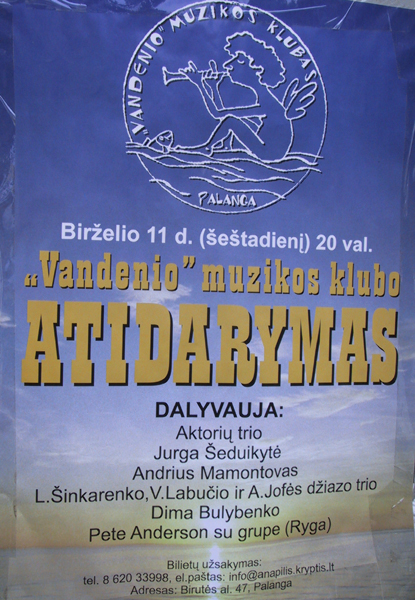 „VANDENIO” MUZIKOS KLUBAS
PALANGA
Birželio 11 d. (šeštadienį) 20 val.
„Vandenio” muzikos klubo
ATIDARYMAS
DALYVAUJA:
Aktorių trio
Jurga Šeduikytė
Andrius Mamontovas
L.Šinkarenko,V.Labučio ir A.Jofės džiazo trio
Dima Bulybenko
Pete Anderson su grupe (Ryga)
Bilietų užsakymas:
tel. 8 620 33998, el.paštas: info@anapilis.kryptis.lt
Adresas: Birutės al. 47, Palanga